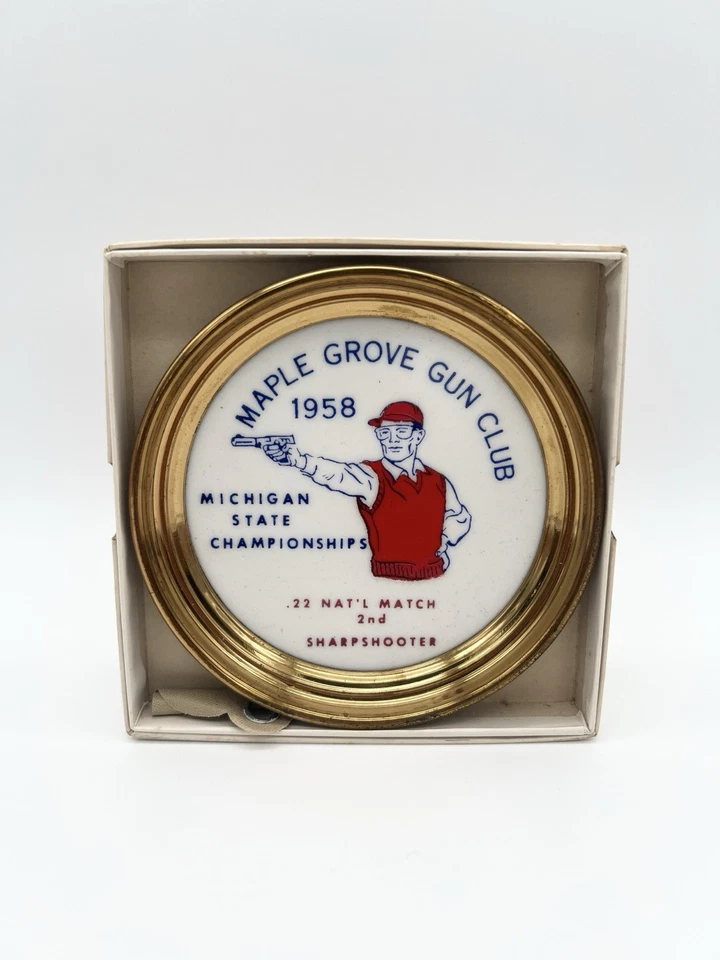 MAPLE GROVE GUN CLUB
1958
MICHIGAN
STATE
CHAMPIONSHIPS
.22 NAT'L MATCH
2nd
SHARPSHOOTER